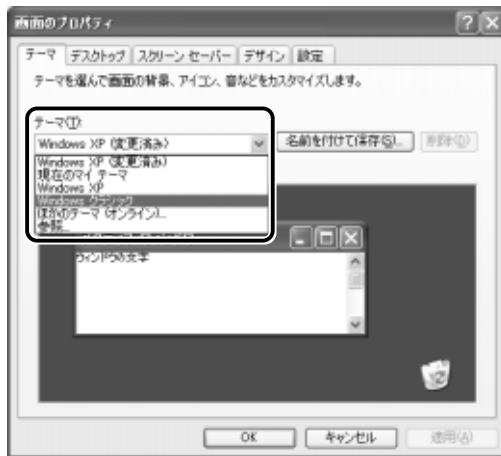 画面のプロパティ
テーマ デスクトップ スクリーン セーバー デザイン 設定
テーマを選んで画面の背景、アイコン、音などをカスタマイズします。
テーマ(T):
Windows XP (変更済み)
名前を付けて保存(S)... 削除(D)
Windows XP (変更済み)
現在のマイ テーマ
Windows XP
Windows クラシック
ほかのテーマ (オンライン)...
参照...
ウィンドウの文字
OK キャンセル 適用(A)